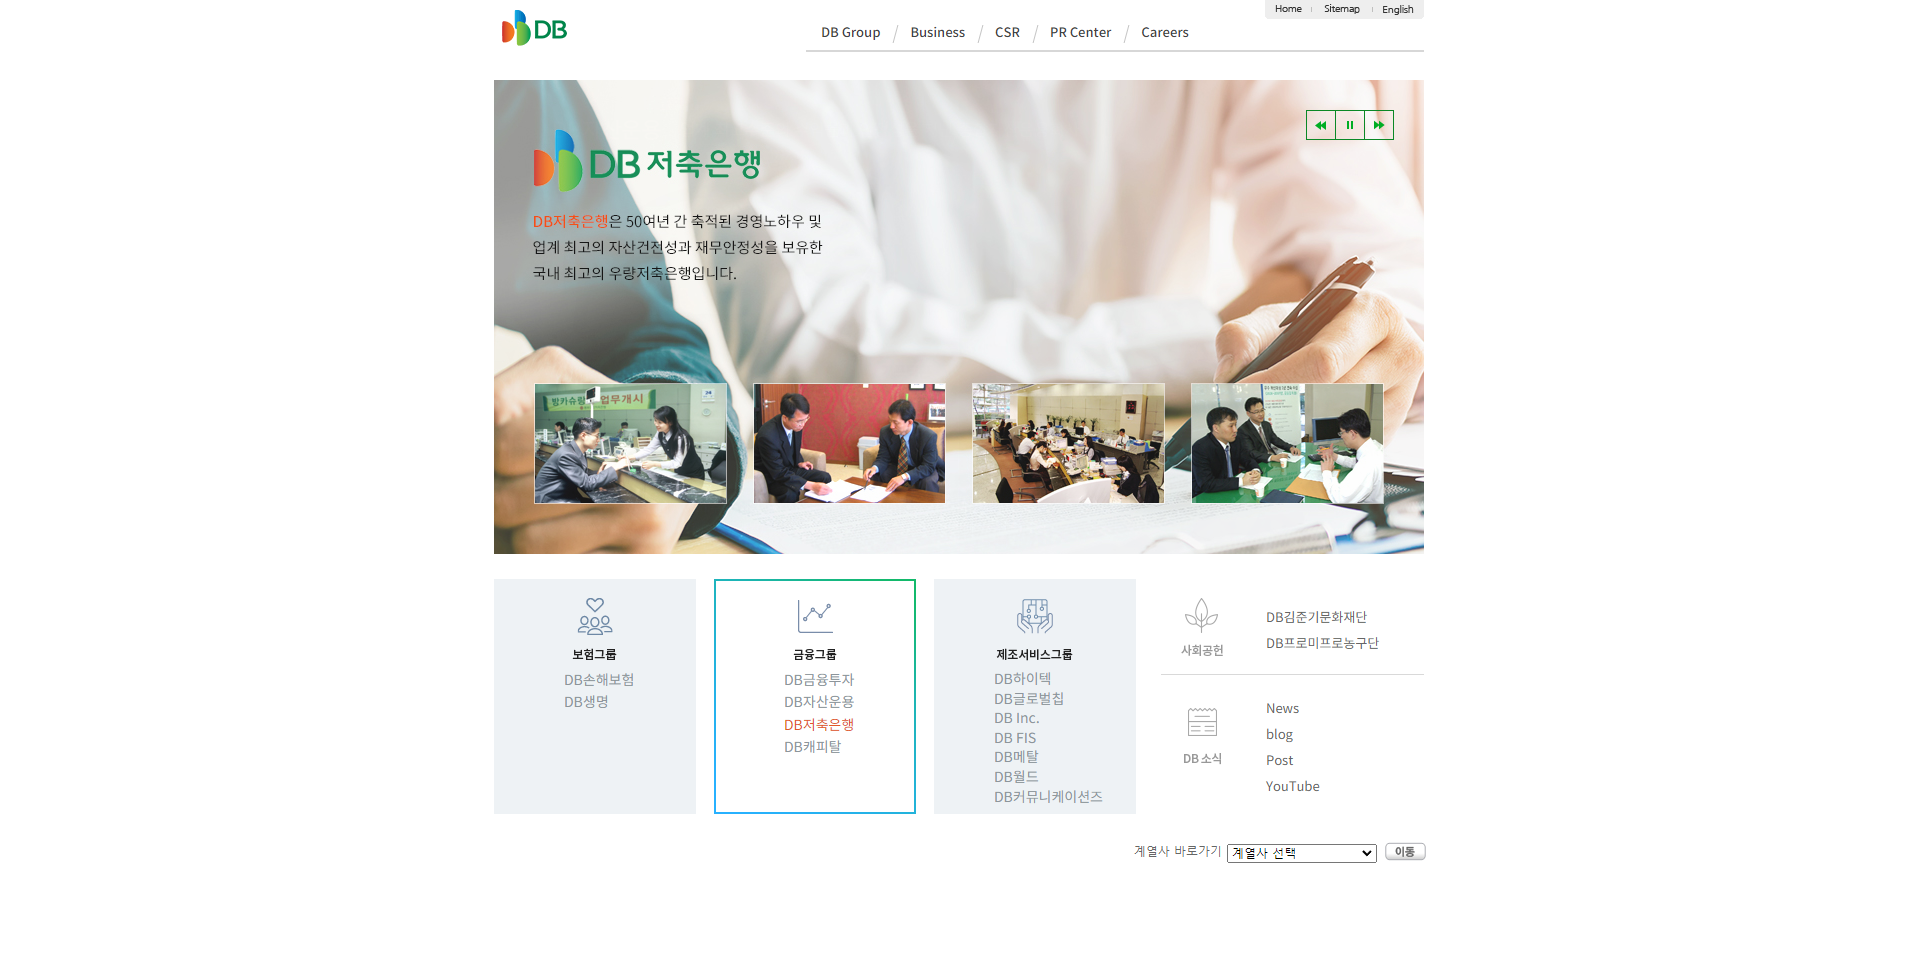 Home
Sitemap
English
DB
DB Group
Business
CSR
PR Center
Careers
DB 저축은행
DB저축은행은 50여년 간 축적된 경영노하우 및
업계 최고의 자산건전성과 재무안정성을 보유한
국내 최고의 우량저축은행입니다.
방카슈랑 업무개시
보험그룹
DB손해보험
DB생명
금융그룹
DB금융투자
DB자산운용
DB저축은행
DB캐피탈
제조서비스그룹
DB하이텍
DB글로벌칩
DB Inc.
DB FIS
DB메탈
DB월드
DB커뮤니케이션즈
사회공헌
DB김준기문화재단
DB프로미프로농구단
DB 소식
News
blog
Post
YouTube
계열사 바로가기
계열사 선택
이동